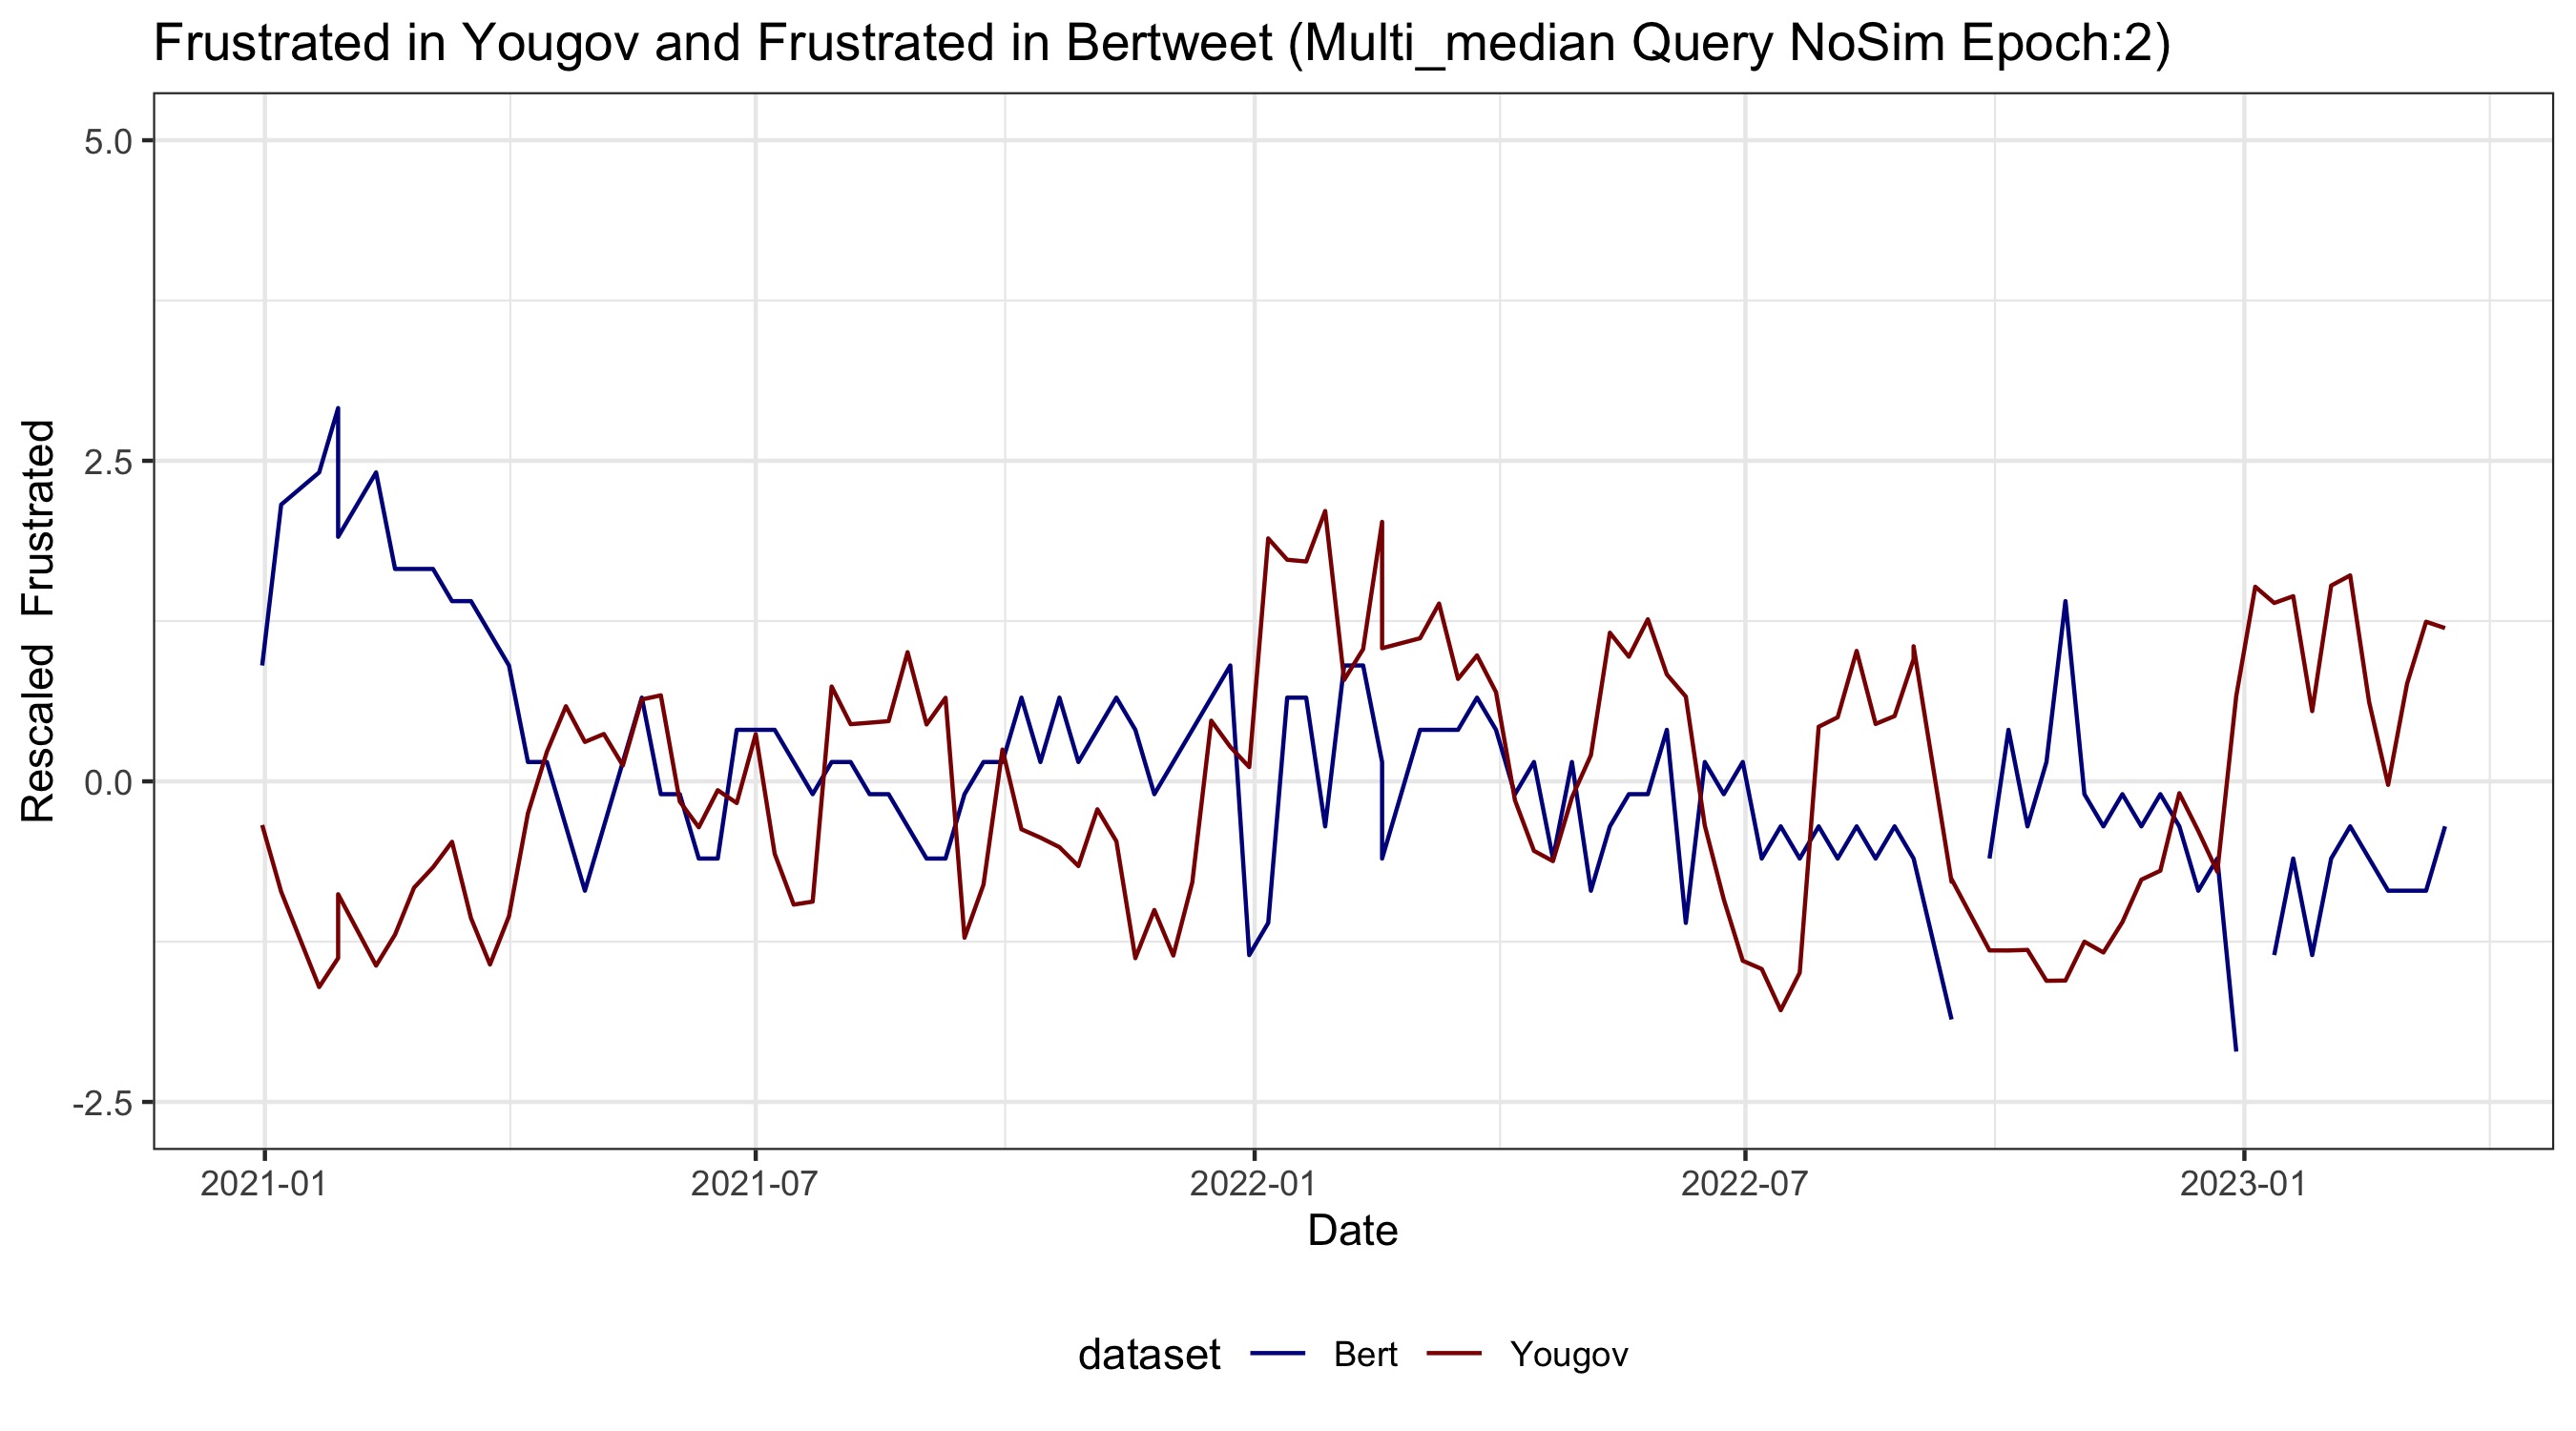 Frustrated in Yougov and Frustrated in Bertweet (Multi_median Query NoSim Epoch:2)
Rescaled Frustrated
5.0
2.5
0.0
-2.5
2021-01 2021-07 2022-01 2022-07 2023-01
Date
dataset Bert Yougov